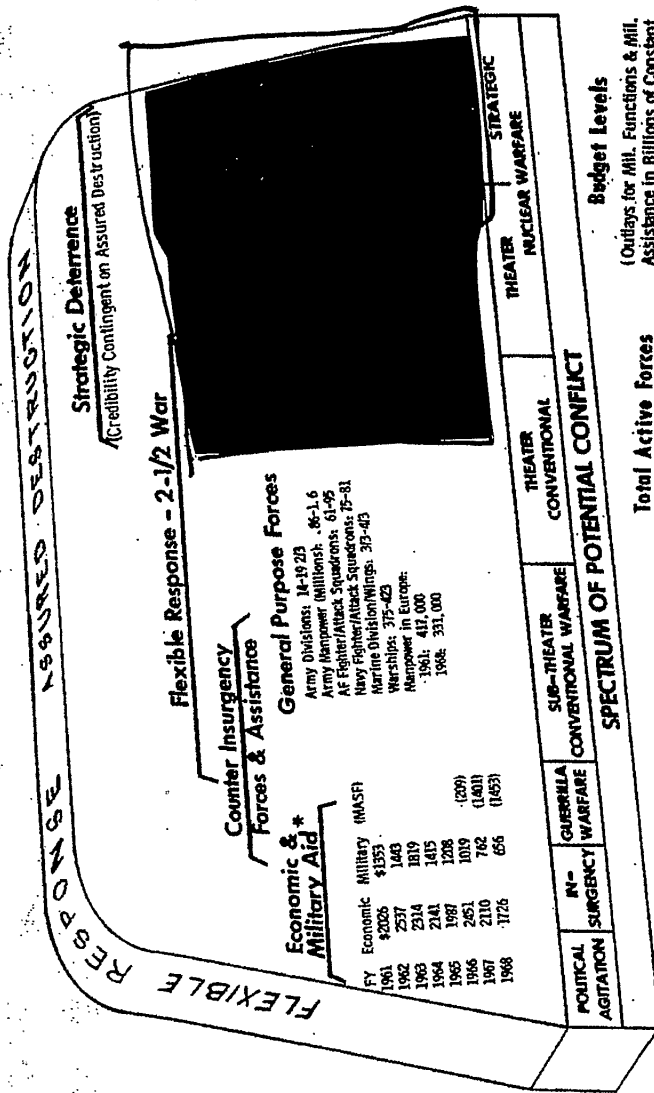 FLEXIBLE RESPONSE ASSURED DESTRUCTION
Strategic Deterrence
(Credibility Contingent on Assured Destruction)
Flexible Response - 2-1/2 War
Counter Insurgency
Forces & Assistance
Economic &
Military Aid *
FY Economic Military (MASF)
1961 $2026 $1353
1962 2537 1443
1963 2314 1819
1964 2141 1415
1965 1987 1208
1966 2451 1019 (209)
1967 2110 762 (1401)
1968 1726 656 (1453)
General Purpose Forces
Army Divisions: 14-19 2/3
Army Manpower (Millions): .86-1.6
AF Fighter/Attack Squadrons: 61-95
Navy Fighter/Attack Squadrons: 75-81
Marine Division/Wings: 3/3-4/3
Warships: 375-423
Manpower in Europe:
1961: 417,000
1968: 331,000
POLITICAL AGITATION
IN-SURGENCY
GUERRILLA WARFARE
SUB-THEATER CONVENTIONAL WARFARE
THEATER CONVENTIONAL
THEATER STRATEGIC
NUCLEAR WARFARE
SPECTRUM OF POTENTIAL CONFLICT
Total Active Forces
Budget Levels
(Outlays for Mil. Functions & Mil.
Assistance in Billions of Constant